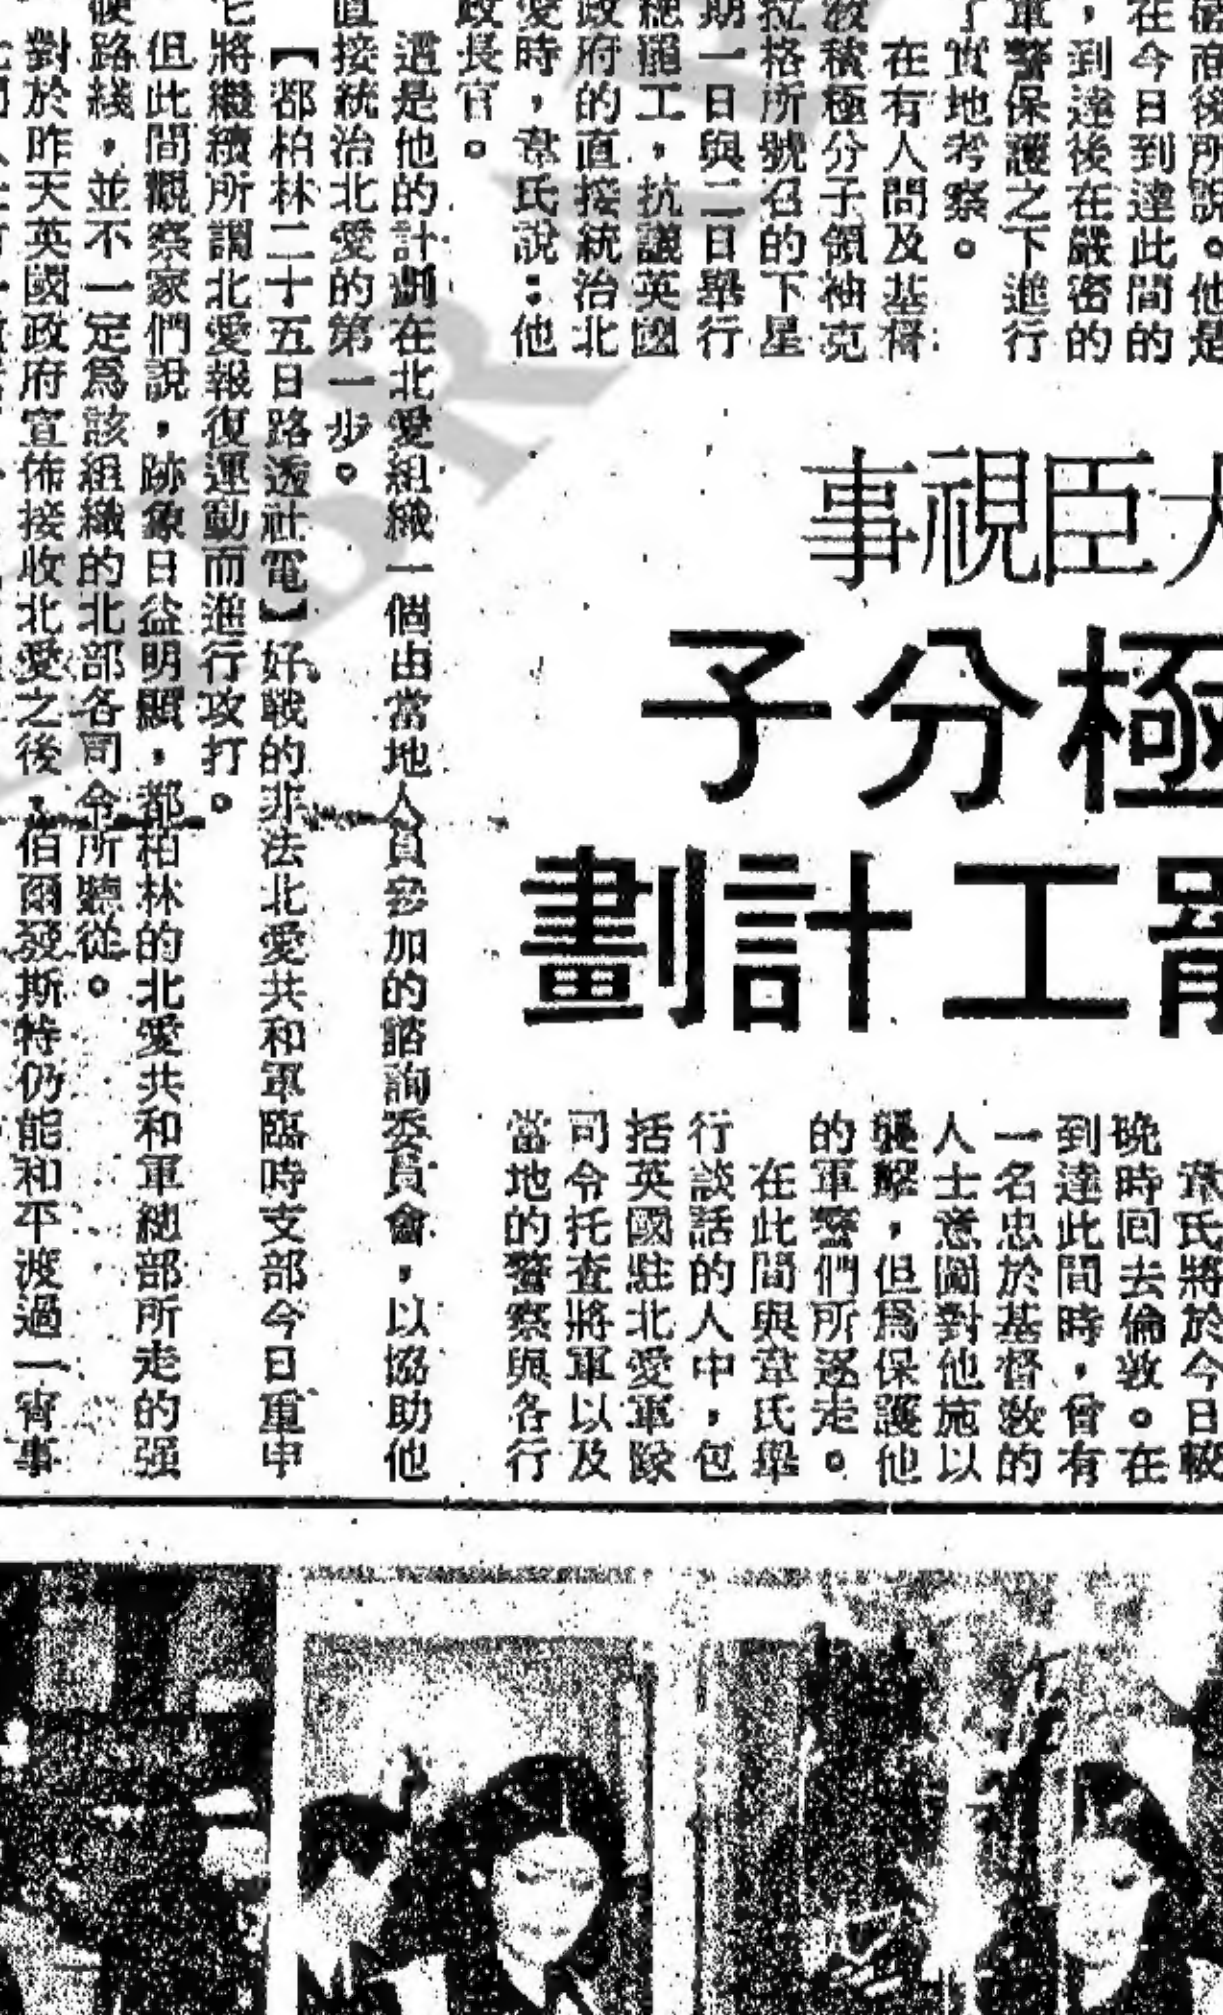 大臣視事
極分子
罷工計劃
商後所說。他是
在今日到達此間的
，到達後在嚴密的
軍警保護之下進行
了實地考察。
在有人問及基督
教積極分子領袖克
拉格所號召的下星
期一日與二日舉行
總罷工，抗議英國
政府的直接統治北
愛時，韋氏說：他
政長官。
韋氏將於今日較
晚時回去倫敦。在
到達此間時，曾有
一名忠於基督教的
人士意圖對他施以
襲擊，但爲保護他
的軍警們所逐走。
在此間與韋氏舉
行談話的人中，包
括英國駐北愛軍隊
司令托查將軍以及
當地的警察與各行
這是他的計劃在北愛組織一個由當地人員參加的諮詢委員會，以協助他
直接統治北愛的第一步。
【都柏林二十五日路透社電】好戰的非法北愛共和軍臨時支部今日重申
它將繼續所謂北愛報復運動而進行攻打。
但此間觀察家們說，跡象日益明顯，都柏林的北愛共和軍總部所走的强
硬路綫，並不一定爲該組織的北部各司令所聽從。
對於昨天英國政府宣佈接收北愛之後，伯爾發斯特仍能和平渡過一宵事